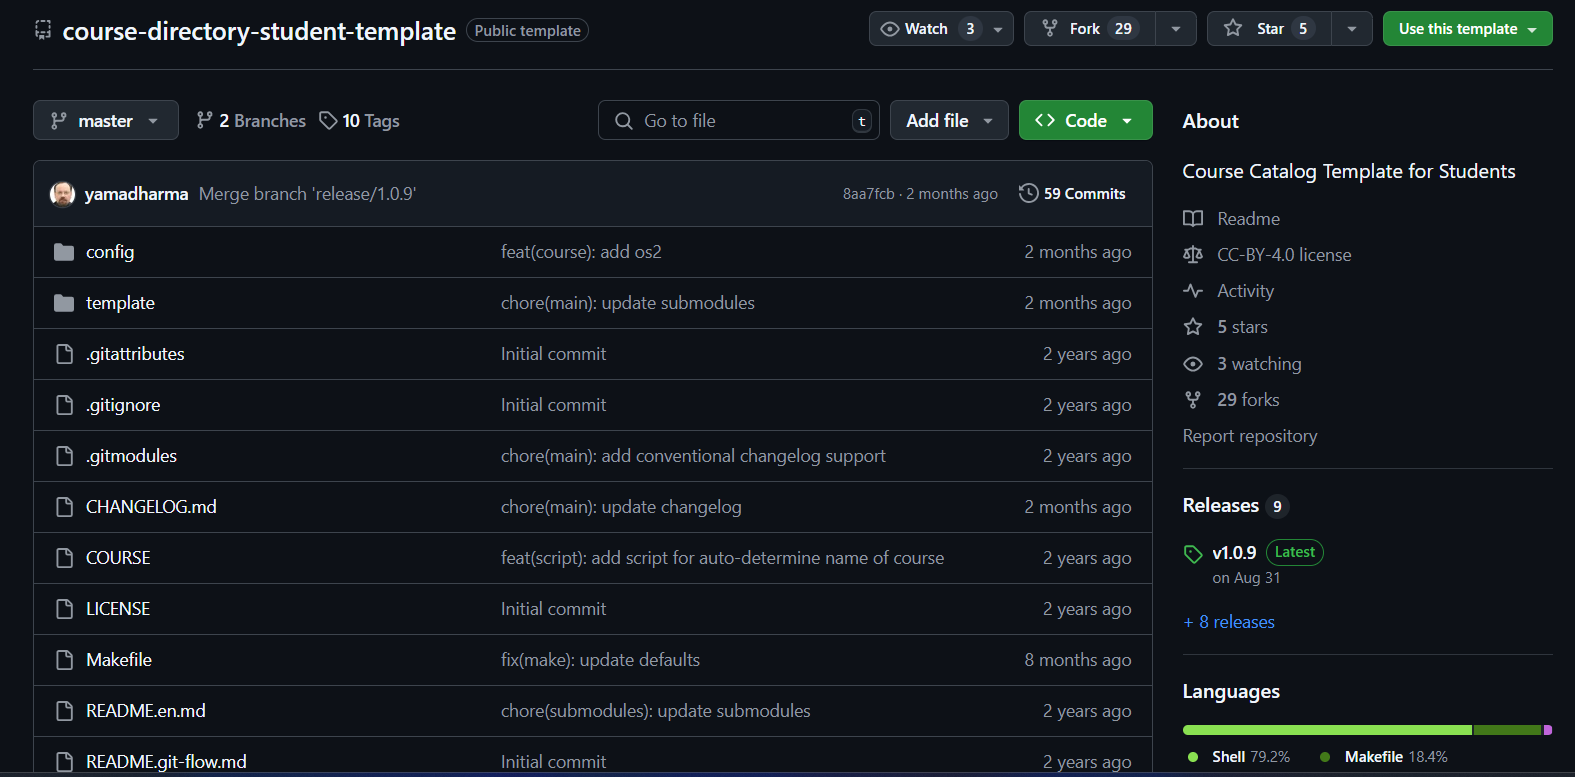 course-directory-student-template Public template Watch 3 Fork 29 Star 5 Use this template
master 2 Branches 10 Tags Go to file t Add file Code
yamadharma Merge branch 'release/1.0.9' 8aa7fcb · 2 months ago 59 Commits
config feat(course): add os2 2 months ago
template chore(main): update submodules 2 months ago
.gitattributes Initial commit 2 years ago
.gitignore Initial commit 2 years ago
.gitmodules chore(main): add conventional changelog support 2 years ago
CHANGELOG.md chore(main): update changelog 2 months ago
COURSE feat(script): add script for auto-determine name of course 2 years ago
LICENSE Initial commit 2 years ago
Makefile fix(make): update defaults 8 months ago
README.en.md chore(submodules): update submodules 2 years ago
README.git-flow.md Initial commit 2 years ago
About
Course Catalog Template for Students
Readme
CC-BY-4.0 license
Activity
5 stars
3 watching
29 forks
Report repository
Releases 9
v1.0.9 Latest
on Aug 31
+ 8 releases
Languages
Shell 79.2% Makefile 18.4%